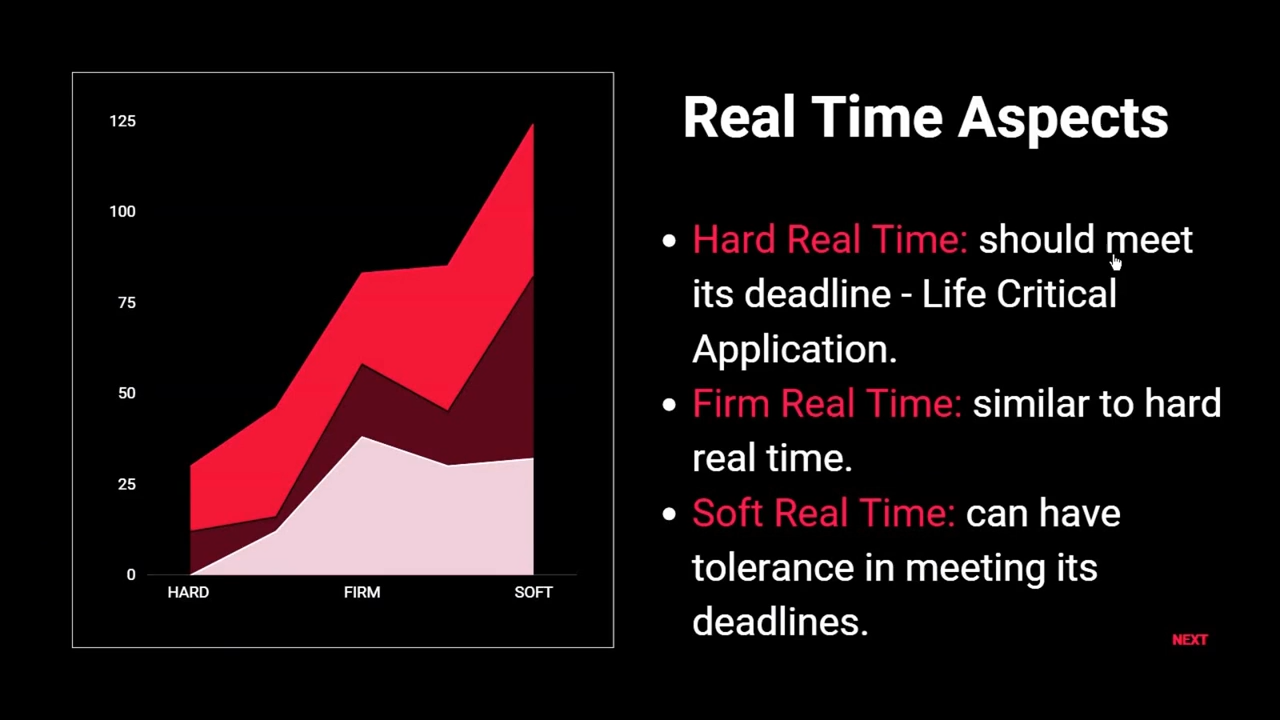 125
100
75
50
25
0
HARD FIRM SOFT
Real Time Aspects
• Hard Real Time: should meet
its deadline - Life Critical
Application.
• Firm Real Time: similar to hard
real time.
• Soft Real Time: can have
tolerance in meeting its
deadlines.
NEXT